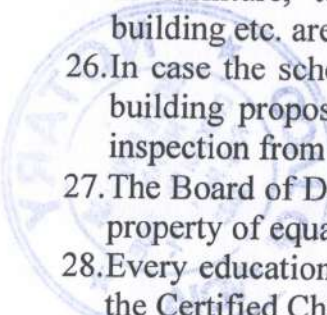 building etc. are
26.In case the sche
building propos
inspection from
27.The Board of D
property of equa
28.Every education
the Certified Ch